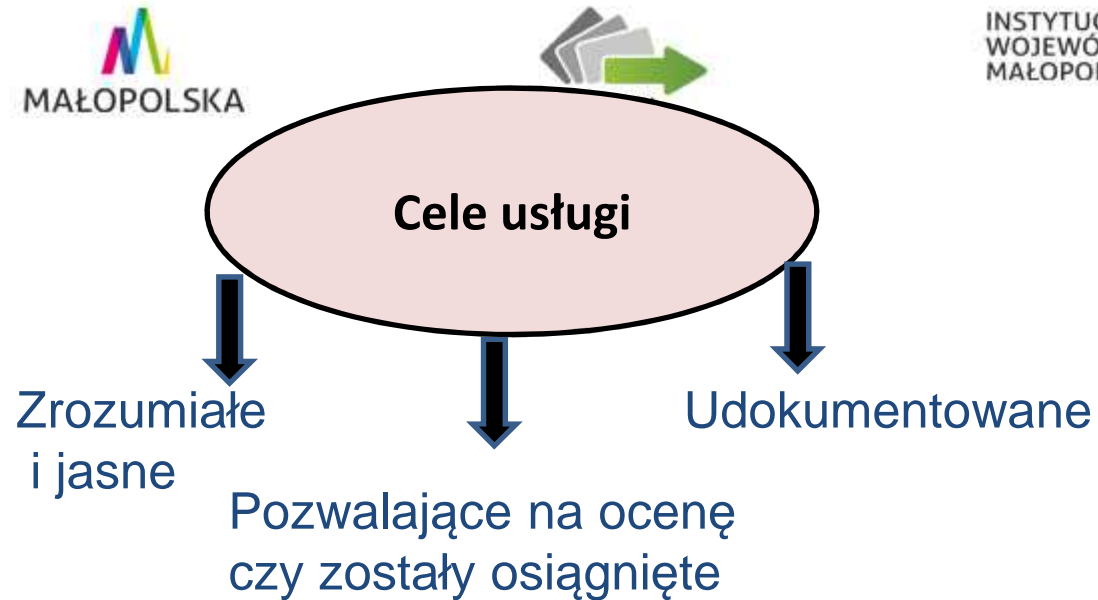 MAŁOPOLSKA
Cele usługi
Zrozumiałe
i jasne
Udokumentowane
Pozwalające na ocenę
czy zostały osiągnięte